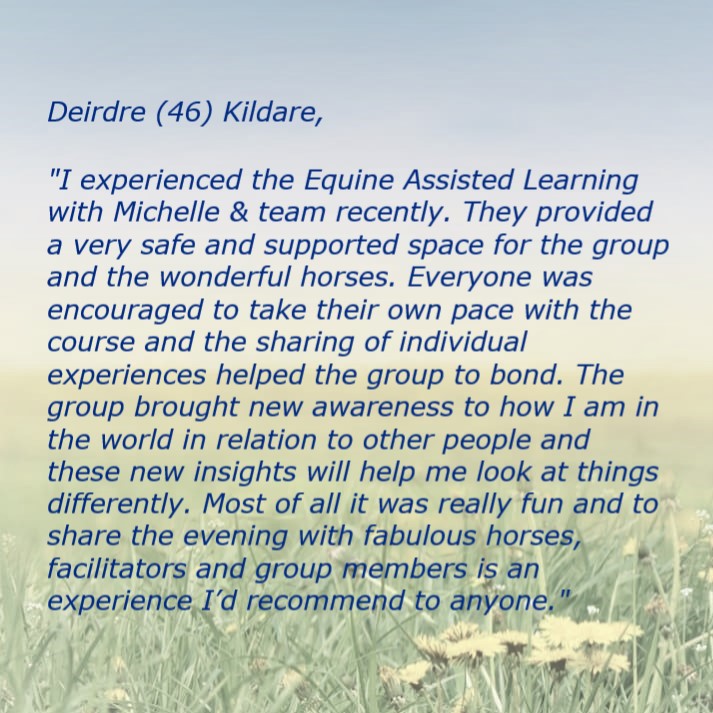 Deirdre (46) Kildare,
"I experienced the Equine Assisted Learning
with Michelle & team recently. They provided
a very safe and supported space for the group
and the wonderful horses. Everyone was
encouraged to take their own pace with the
course and the sharing of individual
experiences helped the group to bond. The
group brought new awareness to how I am in
the world in relation to other people and
these new insights will help me look at things
differently. Most of all it was really fun and to
share the evening with fabulous horses,
facilitators and group members is an
experience I’d recommend to anyone."